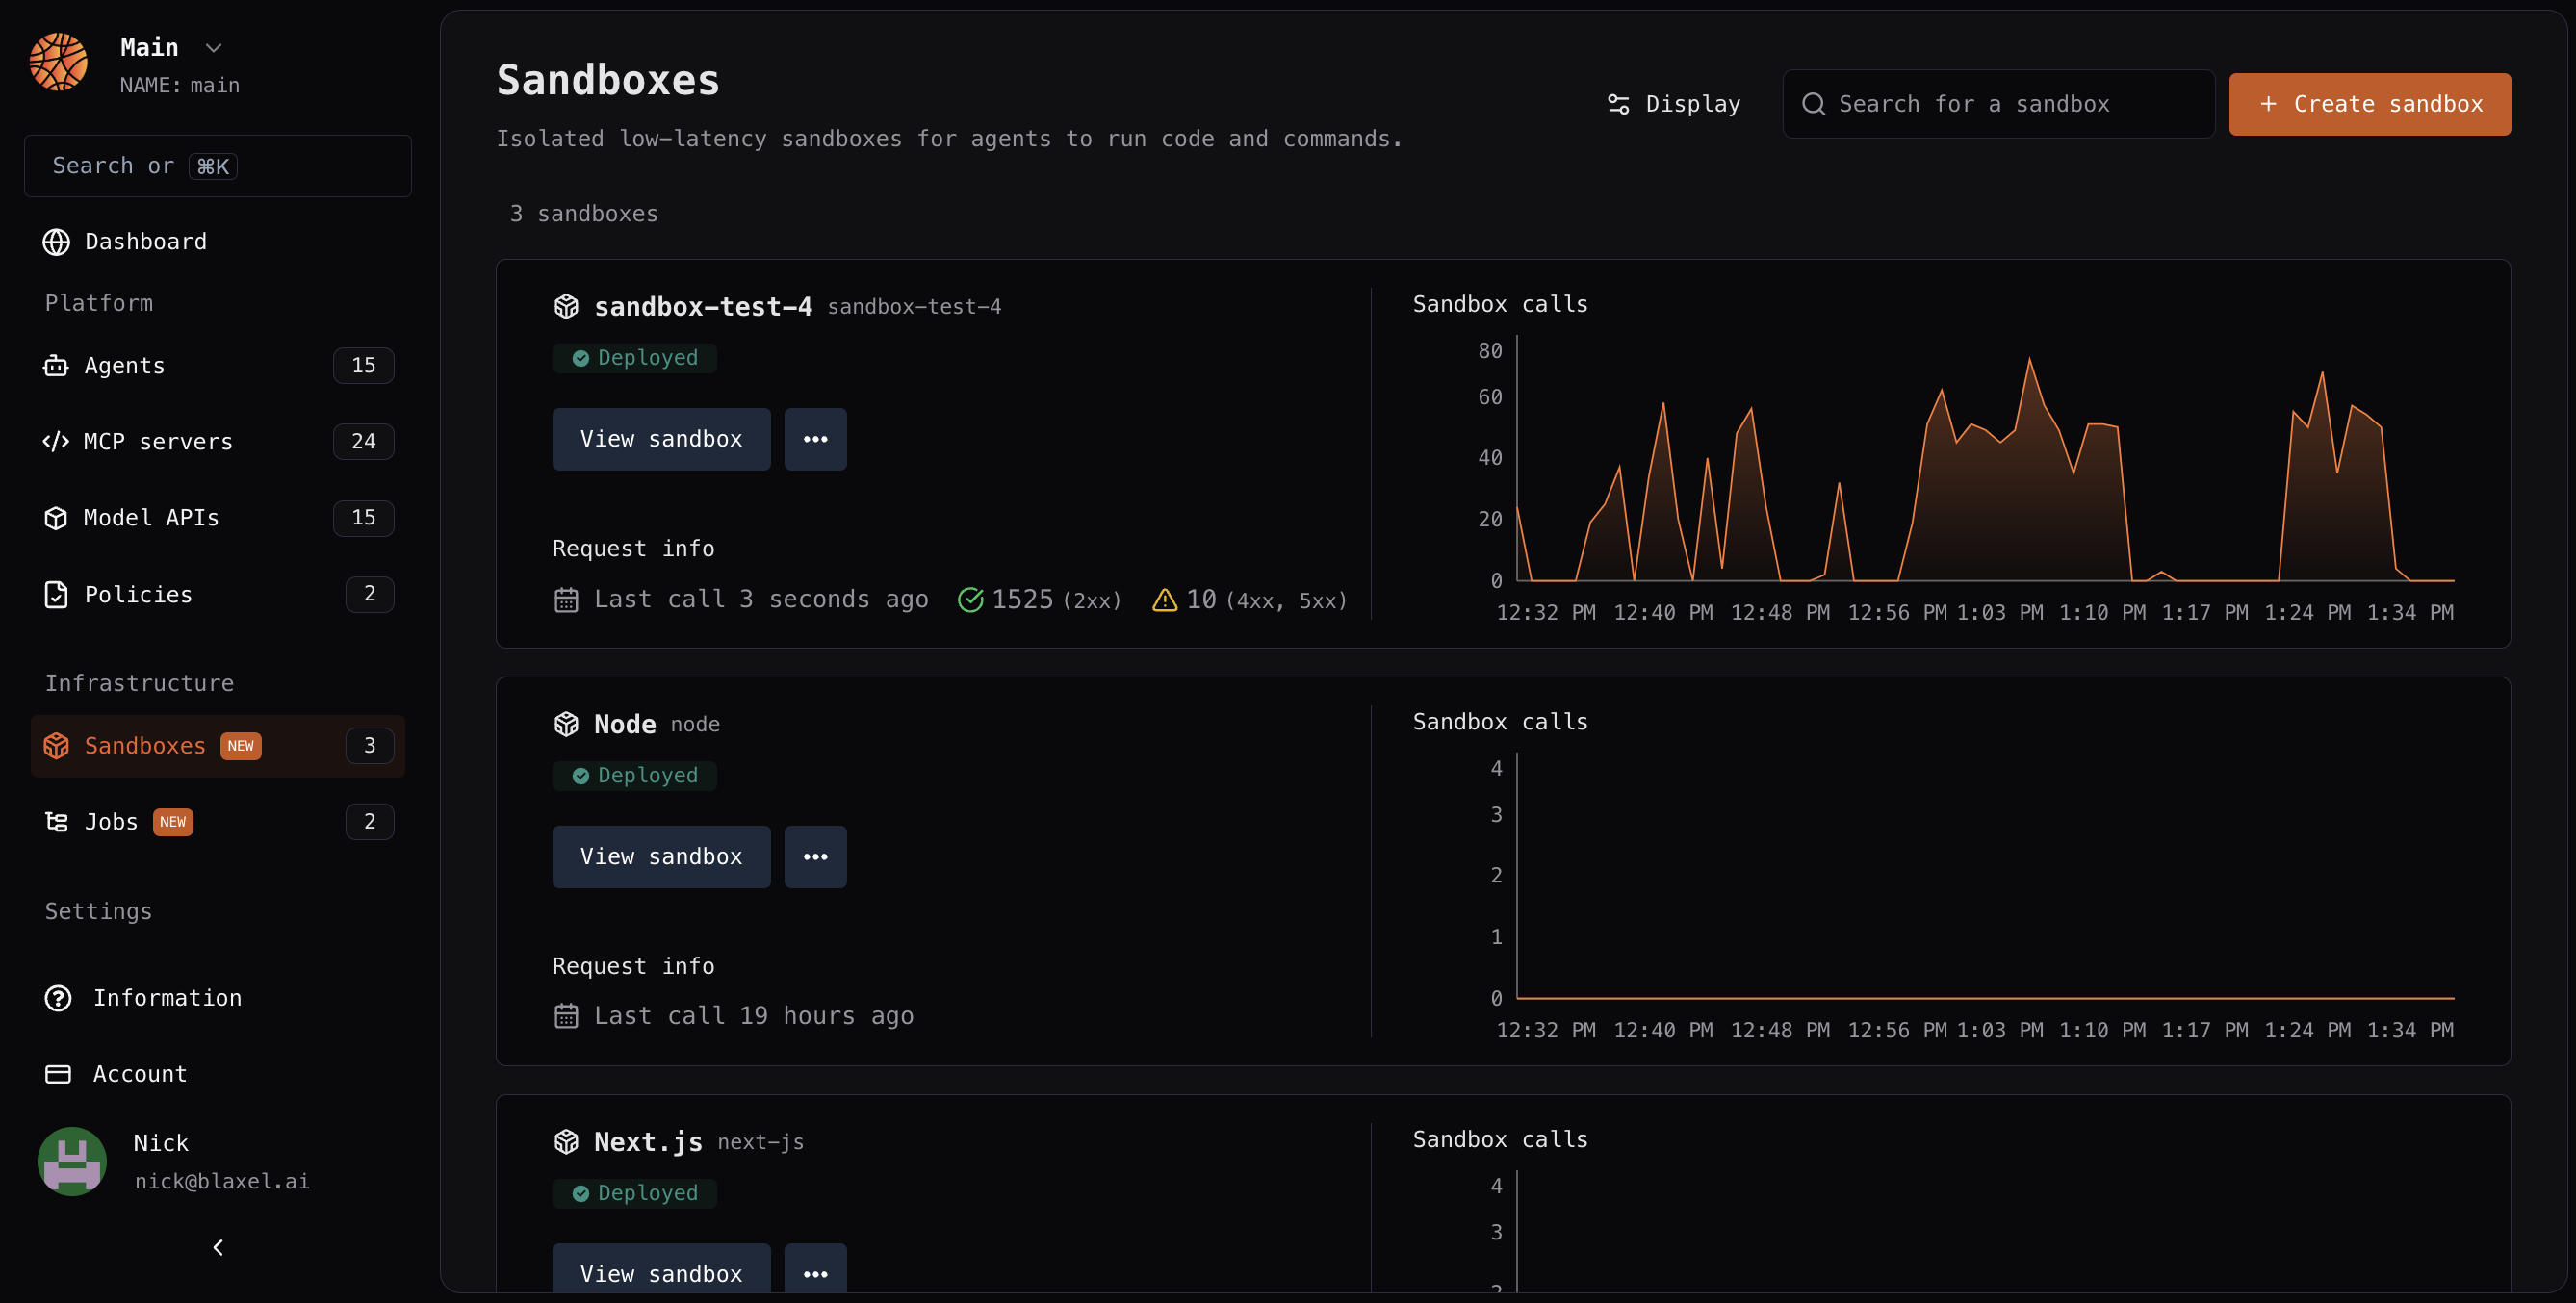 Main
NAME: main
Search or ⌘K
Dashboard
Platform
Agents 15
MCP servers 24
Model APIs 15
Policies 2
Infrastructure
Sandboxes NEW 3
Jobs NEW 2
Settings
Information
Account
Nick
nick@blaxel.ai
Sandboxes
Isolated low-latency sandboxes for agents to run code and commands.
Display
Search for a sandbox
+ Create sandbox
3 sandboxes
sandbox-test-4 sandbox-test-4
Deployed
View sandbox
Request info
Last call 3 seconds ago 1525 (2xx) 10 (4xx, 5xx)
Sandbox calls
80
60
40
20
0
12:32 PM 12:40 PM 12:48 PM 12:56 PM 1:03 PM 1:10 PM 1:17 PM 1:24 PM 1:34 PM
Node node
Deployed
View sandbox
Request info
Last call 19 hours ago
Sandbox calls
4
3
2
1
0
12:32 PM 12:40 PM 12:48 PM 12:56 PM 1:03 PM 1:10 PM 1:17 PM 1:24 PM 1:34 PM
Next.js next-js
Deployed
View sandbox
Sandbox calls
4
3
2